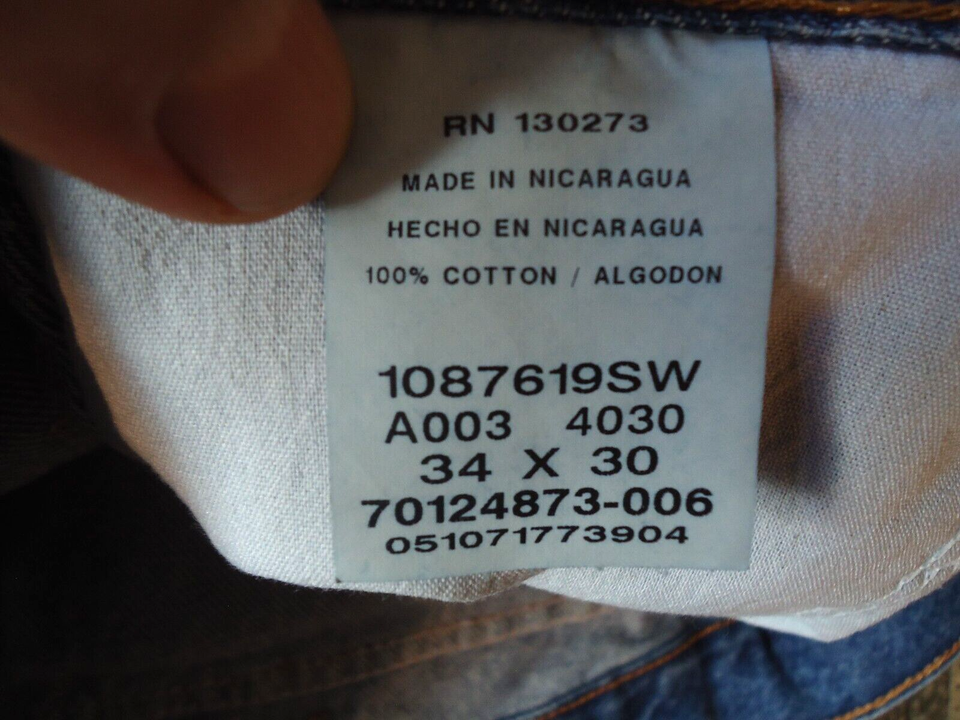 RN 130273
MADE IN NICARAGUA
HECHO EN NICARAGUA
100% COTTON / ALGODON
1087619SW
A003 4030
34 X 30
70124873-006
051071773904